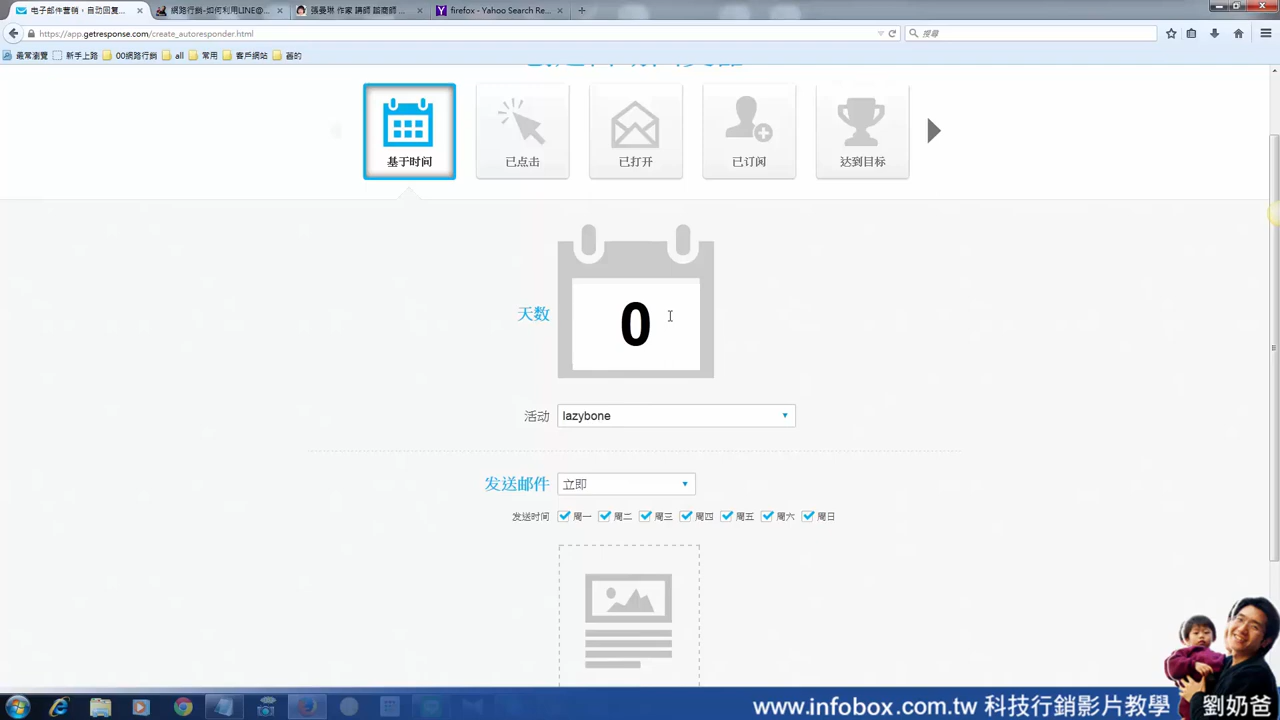 电子邮件营销，自动回复...
網路行銷-如何利用LINE@...
張曼琳 作家 講師 諮商師 ...
firefox - Yahoo Search Re...
https://app.getresponse.com/create_autoresponder.html
搜尋
最常瀏覽 新手上路 00網路行銷 all 常用 客戶網站 舊的
基于时间 已点击 已打开 已订阅 达到目标
天数 0
活动 lazybone
发送邮件 立即
发送时间 周一 周二 周三 周四 周五 周六 周日
www.infobox.com.tw 科技行銷影片教學 劉奶爸